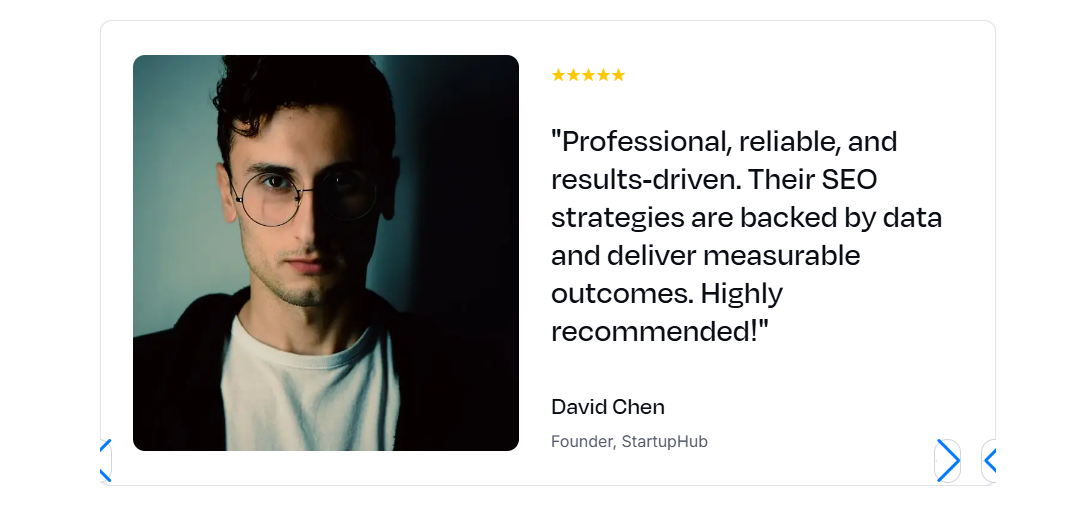 "Professional, reliable, and
results-driven. Their SEO
strategies are backed by data
and deliver measurable
outcomes. Highly
recommended!"
David Chen
Founder, StartupHub